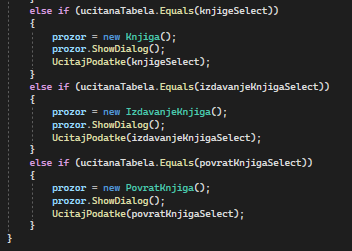 }
else if (ucitanaTabela.Equals(knjigeSelect))
{
prozor = new Knjiga();
prozor.ShowDialog();
UcitajPodatke(knjigeSelect);
}
else if (ucitanaTabela.Equals(izdavanjeKnjigaSelect))
{
prozor = new IzdavanjeKnjiga();
prozor.ShowDialog();
UcitajPodatke(izdavanjeKnjigaSelect);
}
else if (ucitanaTabela.Equals(povratKnjigaSelect))
{
prozor = new PovratKnjiga();
prozor.ShowDialog();
UcitajPodatke(povratKnjigaSelect);
}
}